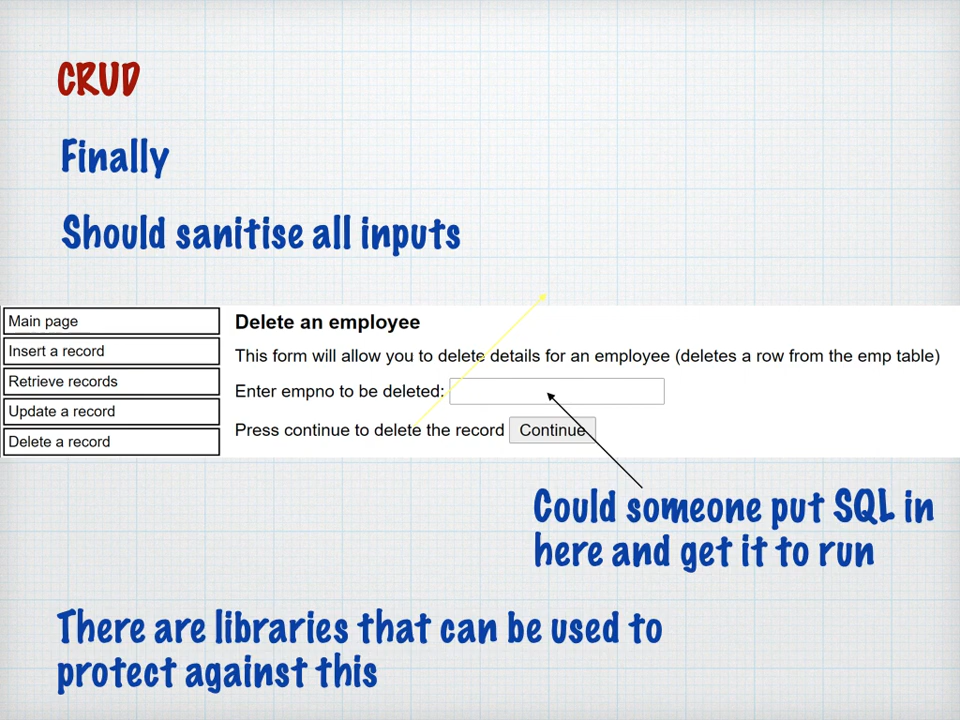 CRUD
Finally
Should sanitise all inputs
Main page
Insert a record
Retrieve records
Update a record
Delete a record
Delete an employee
This form will allow you to delete details for an employee (deletes a row from the emp table)
Enter empno to be deleted:
Press continue to delete the record Continue
Could someone put SQL in
here and get it to run
There are libraries that can be used to
protect against this